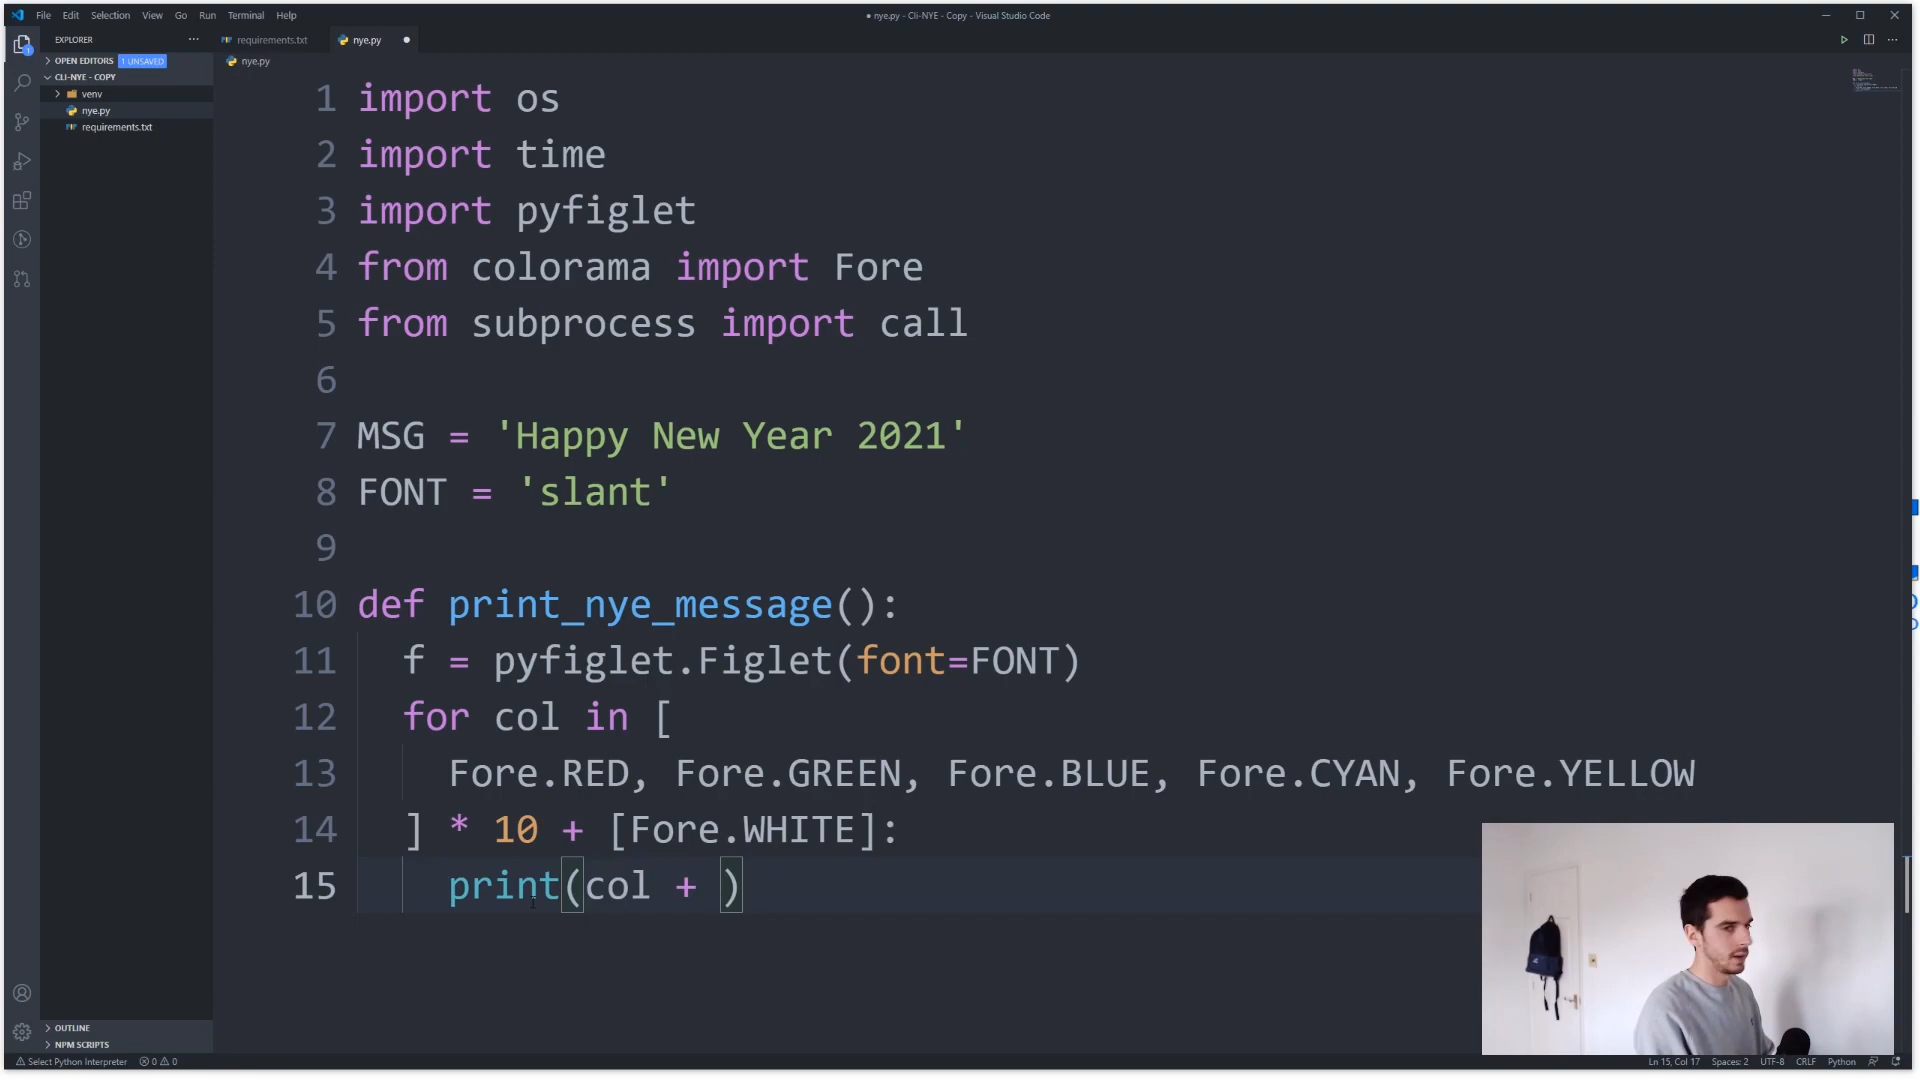 File Edit Selection View Go Run Terminal Help
● nye.py - Cli-NYE - Copy - Visual Studio Code
EXPLORER
requirements.txt
nye.py
OPEN EDITORS 1 UNSAVED
nye.py
CLI-NYE - COPY
venv
nye.py
requirements.txt
1 import os
2 import time
3 import pyfiglet
4 from colorama import Fore
5 from subprocess import call
6
7 MSG = 'Happy New Year 2021'
8 FONT = 'slant'
9
10 def print_nye_message():
11 f = pyfiglet.Figlet(font=FONT)
12 for col in [
13 Fore.RED, Fore.GREEN, Fore.BLUE, Fore.CYAN, Fore.YELLOW
14 ] * 10 + [Fore.WHITE]:
15 print(col + )
OUTLINE
NPM SCRIPTS
Select Python Interpreter 0 0
Ln 15, Col 17 Spaces: 2 UTF-8 CRLF Python